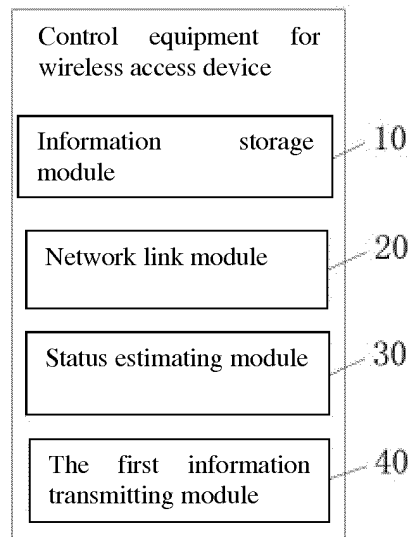 Control equipment for
wireless access device
Information storage
module
10
Network link module
20
Status estimating module
30
The first information
transmitting module
40